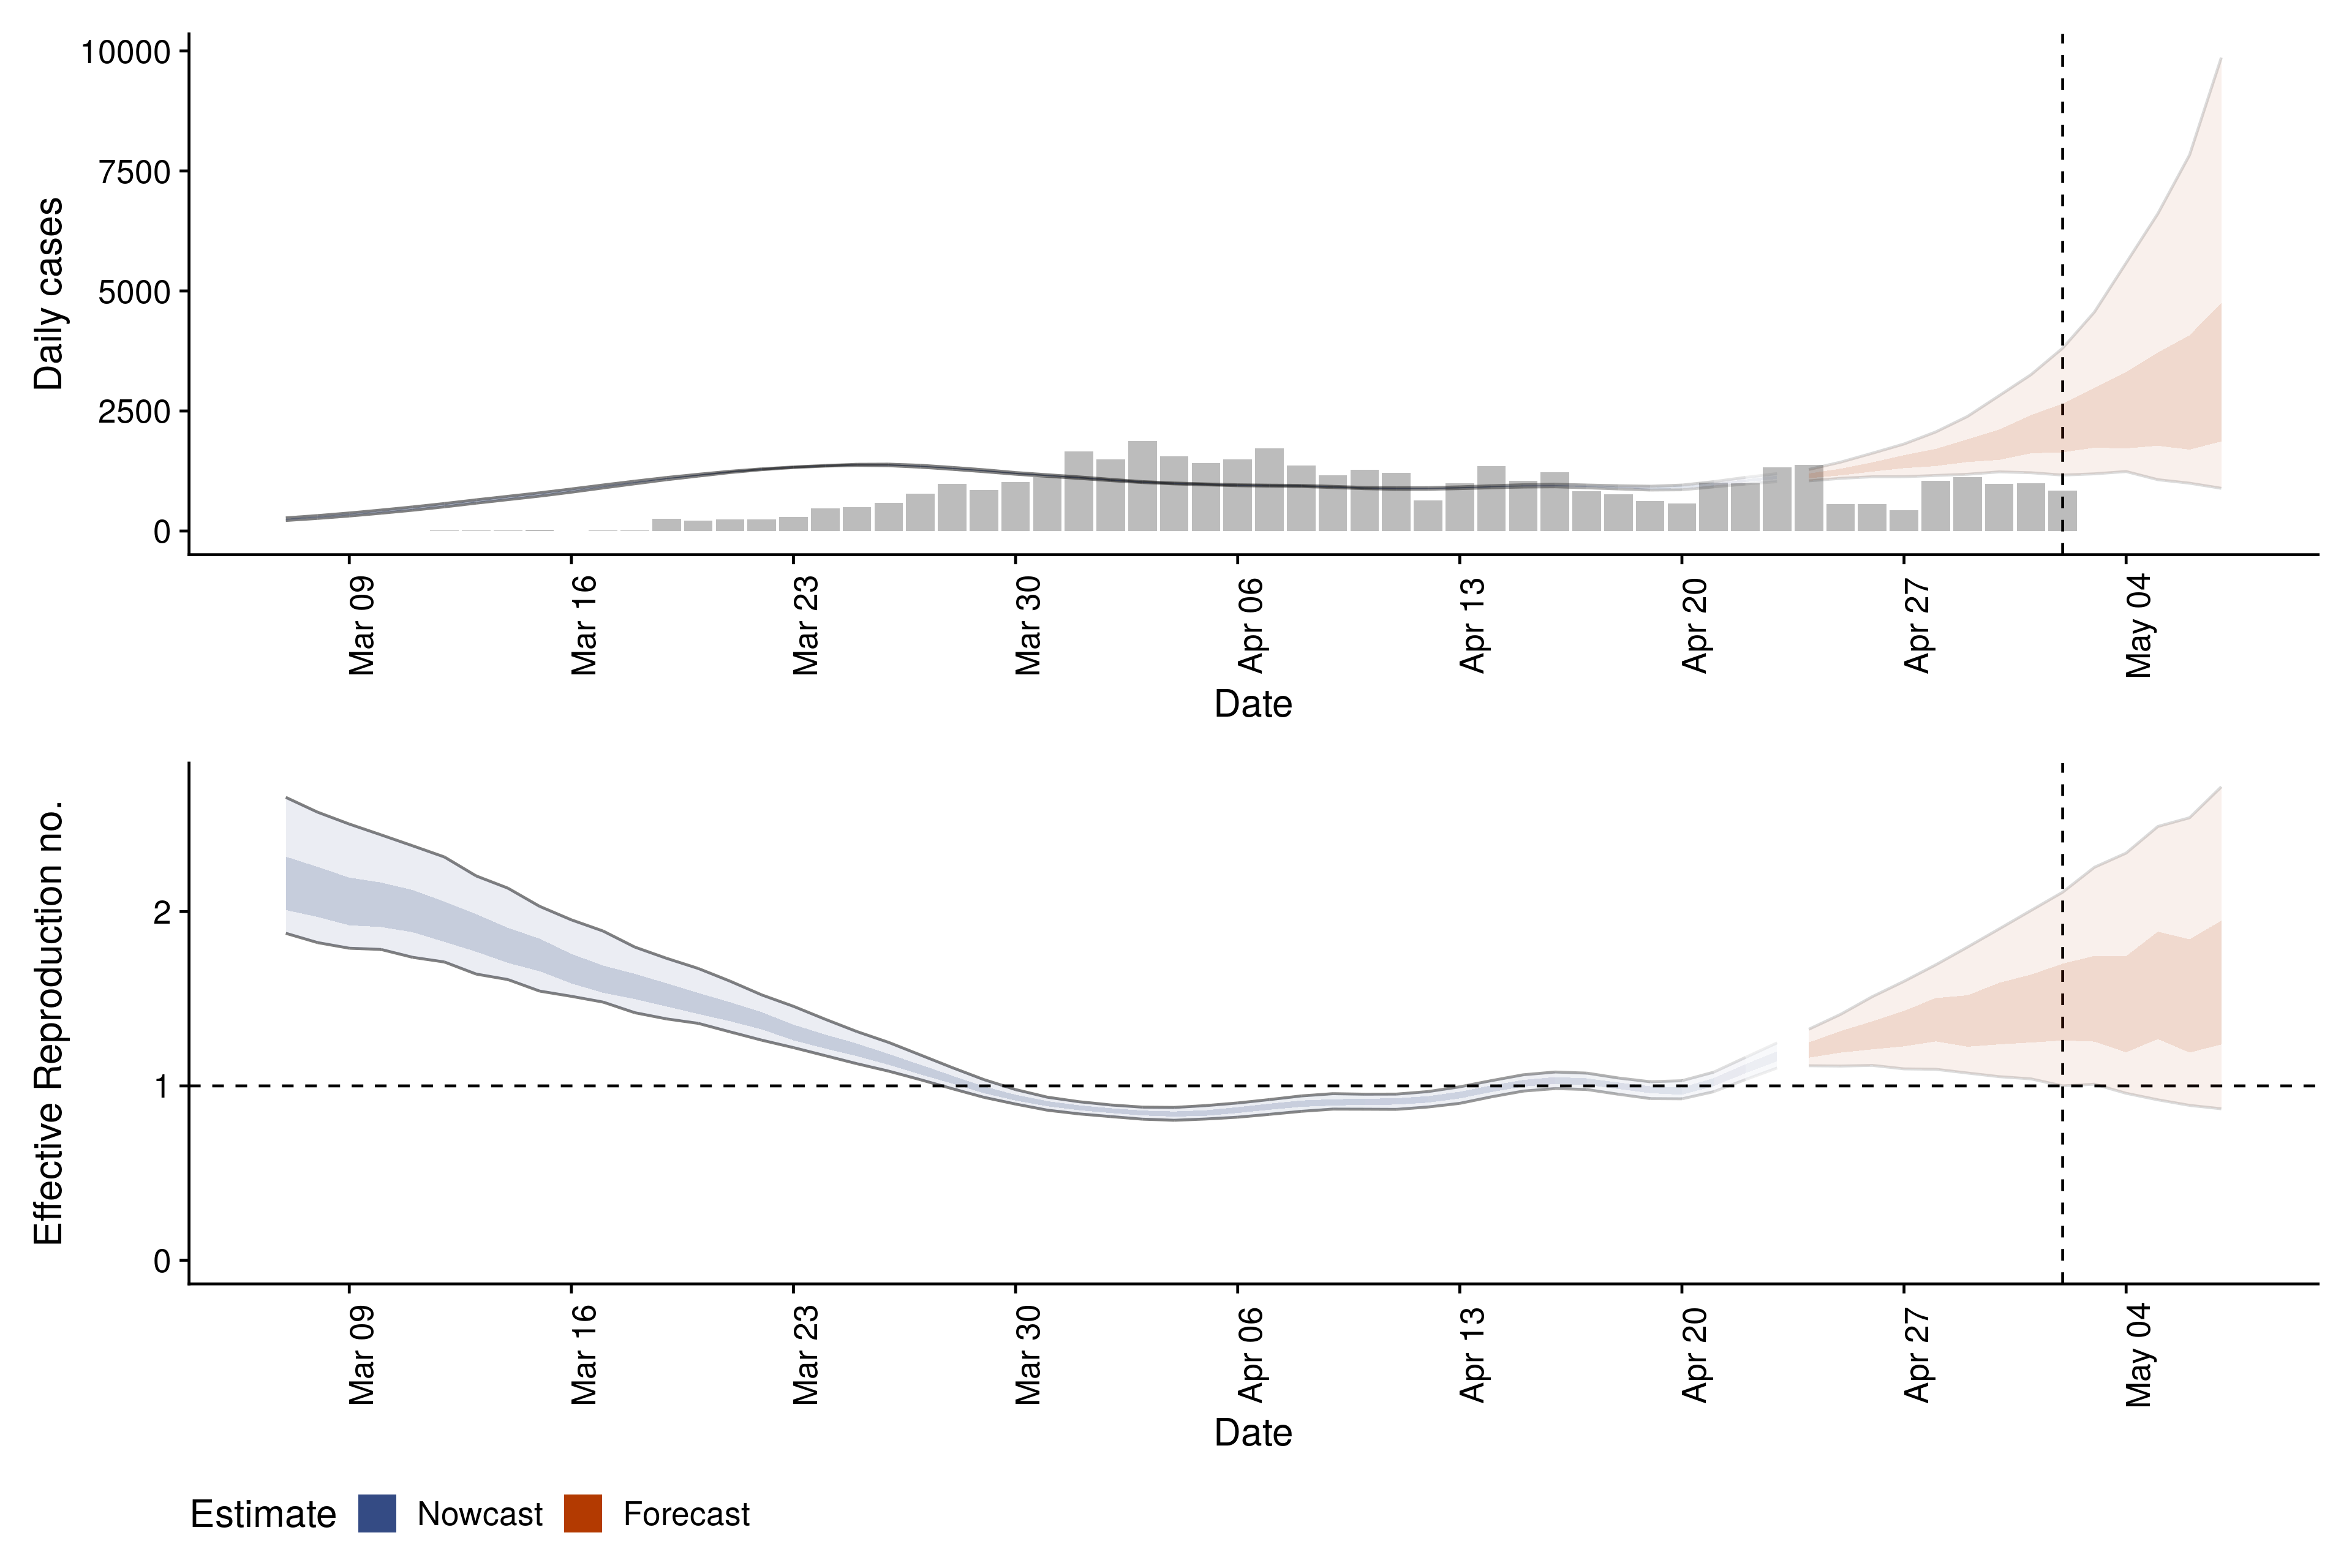 10000
7500
5000
2500
0
Daily cases
Mar 09
Mar 16
Mar 23
Mar 30
Apr 06
Apr 13
Apr 20
Apr 27
May 04
Date
2
1
0
Effective Reproduction no.
Mar 09
Mar 16
Mar 23
Mar 30
Apr 06
Apr 13
Apr 20
Apr 27
May 04
Date
Estimate Nowcast Forecast